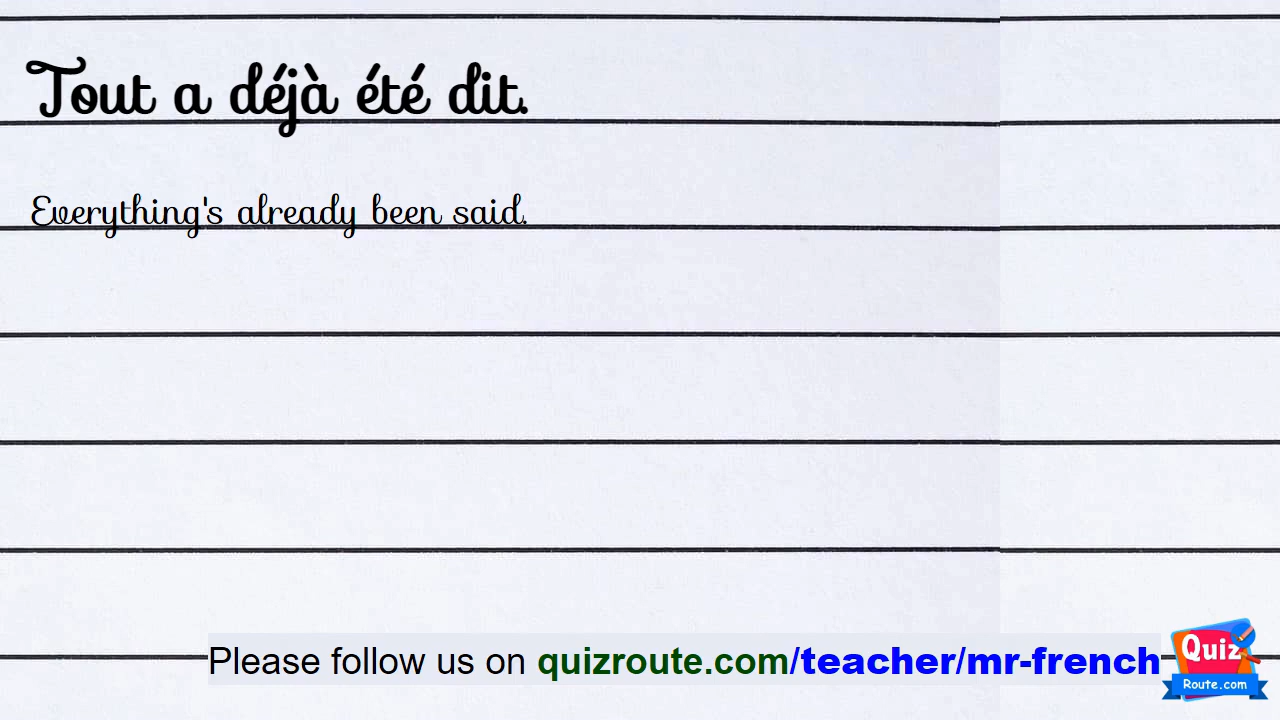 Tout a déjà été dit.
Everything's already been said.
Please follow us on quizroute.com/teacher/mr-french
Quiz
Route.com